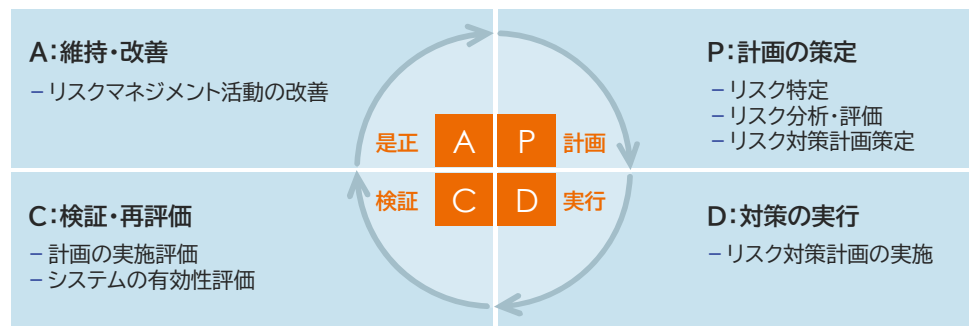 A：維持・改善
－リスクマネジメント活動の改善
P：計画の策定
－リスク特定
－リスク分析・評価
－リスク対策計画策定
是正 A P 計画
検証 C D 実行
C：検証・再評価
－計画の実施評価
－システムの有効性評価
D：対策の実行
－リスク対策計画の実施